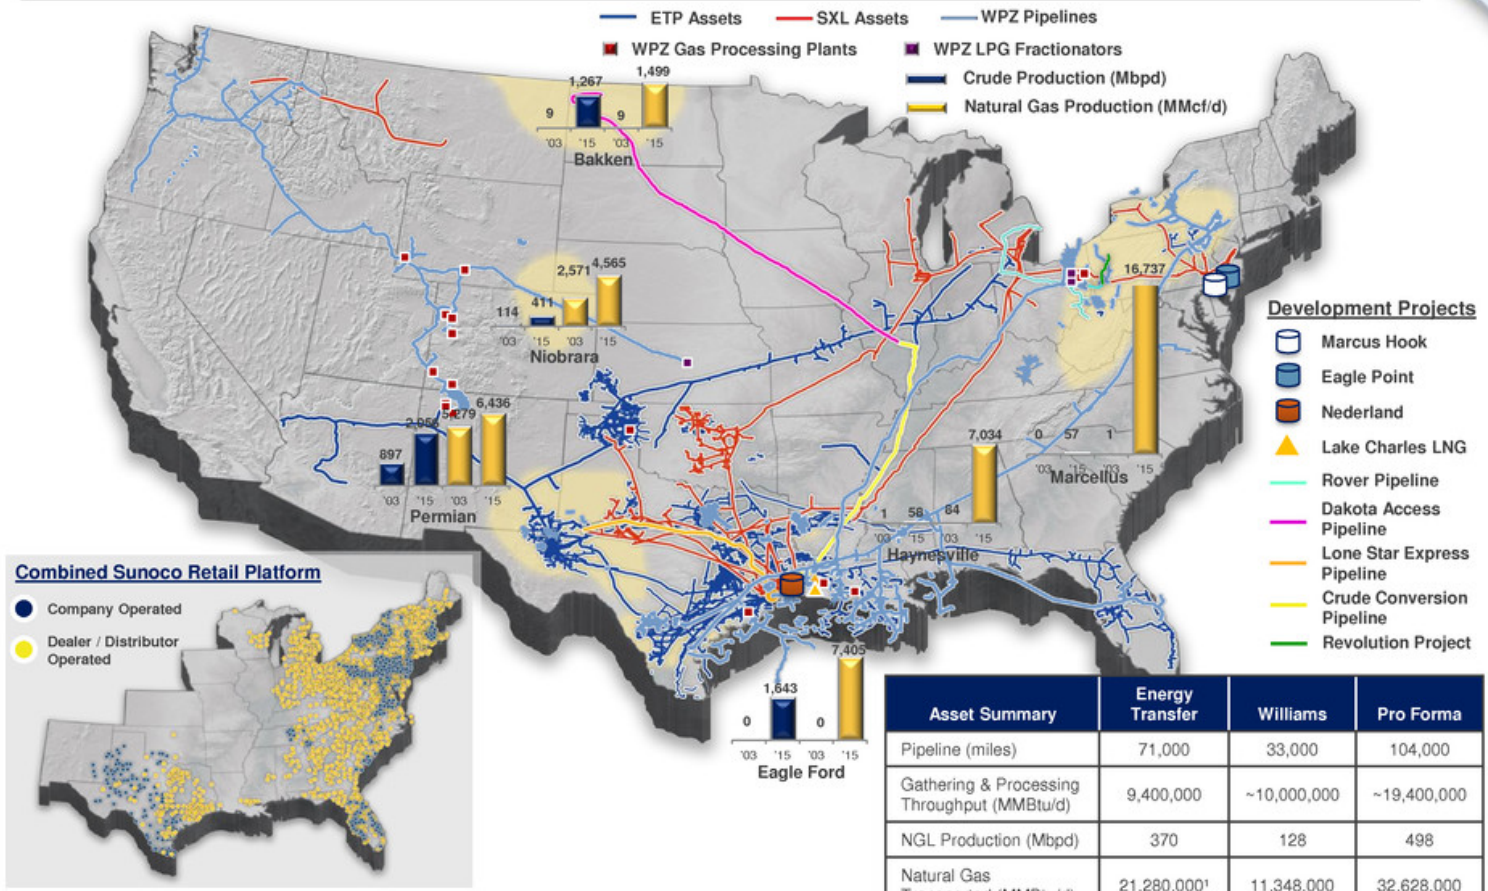 ETP Assets
SXL Assets
WPZ Pipelines
WPZ Gas Processing Plants
WPZ LPG Fractionators
Crude Production (Mbpd)
Natural Gas Production (MMcf/d)
9
1,267
9
1,499
'03 '15 '03 '15
Bakken
114
411
2,571
4,565
'03 '15 '03 '15
Niobrara
897
6,436
'03 '15 '03 '15
Permian
16,737
0
57
1
'03 '15 '03 '15
Marcellus
1
58
84
7,034
'03 '15 '03 '15
Haynesville
0
1,643
0
7,405
'03 '15 '03 '15
Eagle Ford
Development Projects
Marcus Hook
Eagle Point
Nederland
Lake Charles LNG
Rover Pipeline
Dakota Access
Pipeline
Lone Star Express
Pipeline
Crude Conversion
Pipeline
Revolution Project
Combined Sunoco Retail Platform
Company Operated
Dealer / Distributor
Operated
Asset Summary Energy Transfer Williams Pro Forma
Pipeline (miles) 71,000 33,000 104,000
Gathering & Processing
Throughput (MMBtu/d) 9,400,000 ~10,000,000 ~19,400,000
NGL Production (Mbpd) 370 128 498
Natural Gas
21,280,000¹ 11,348,000 32,628,000